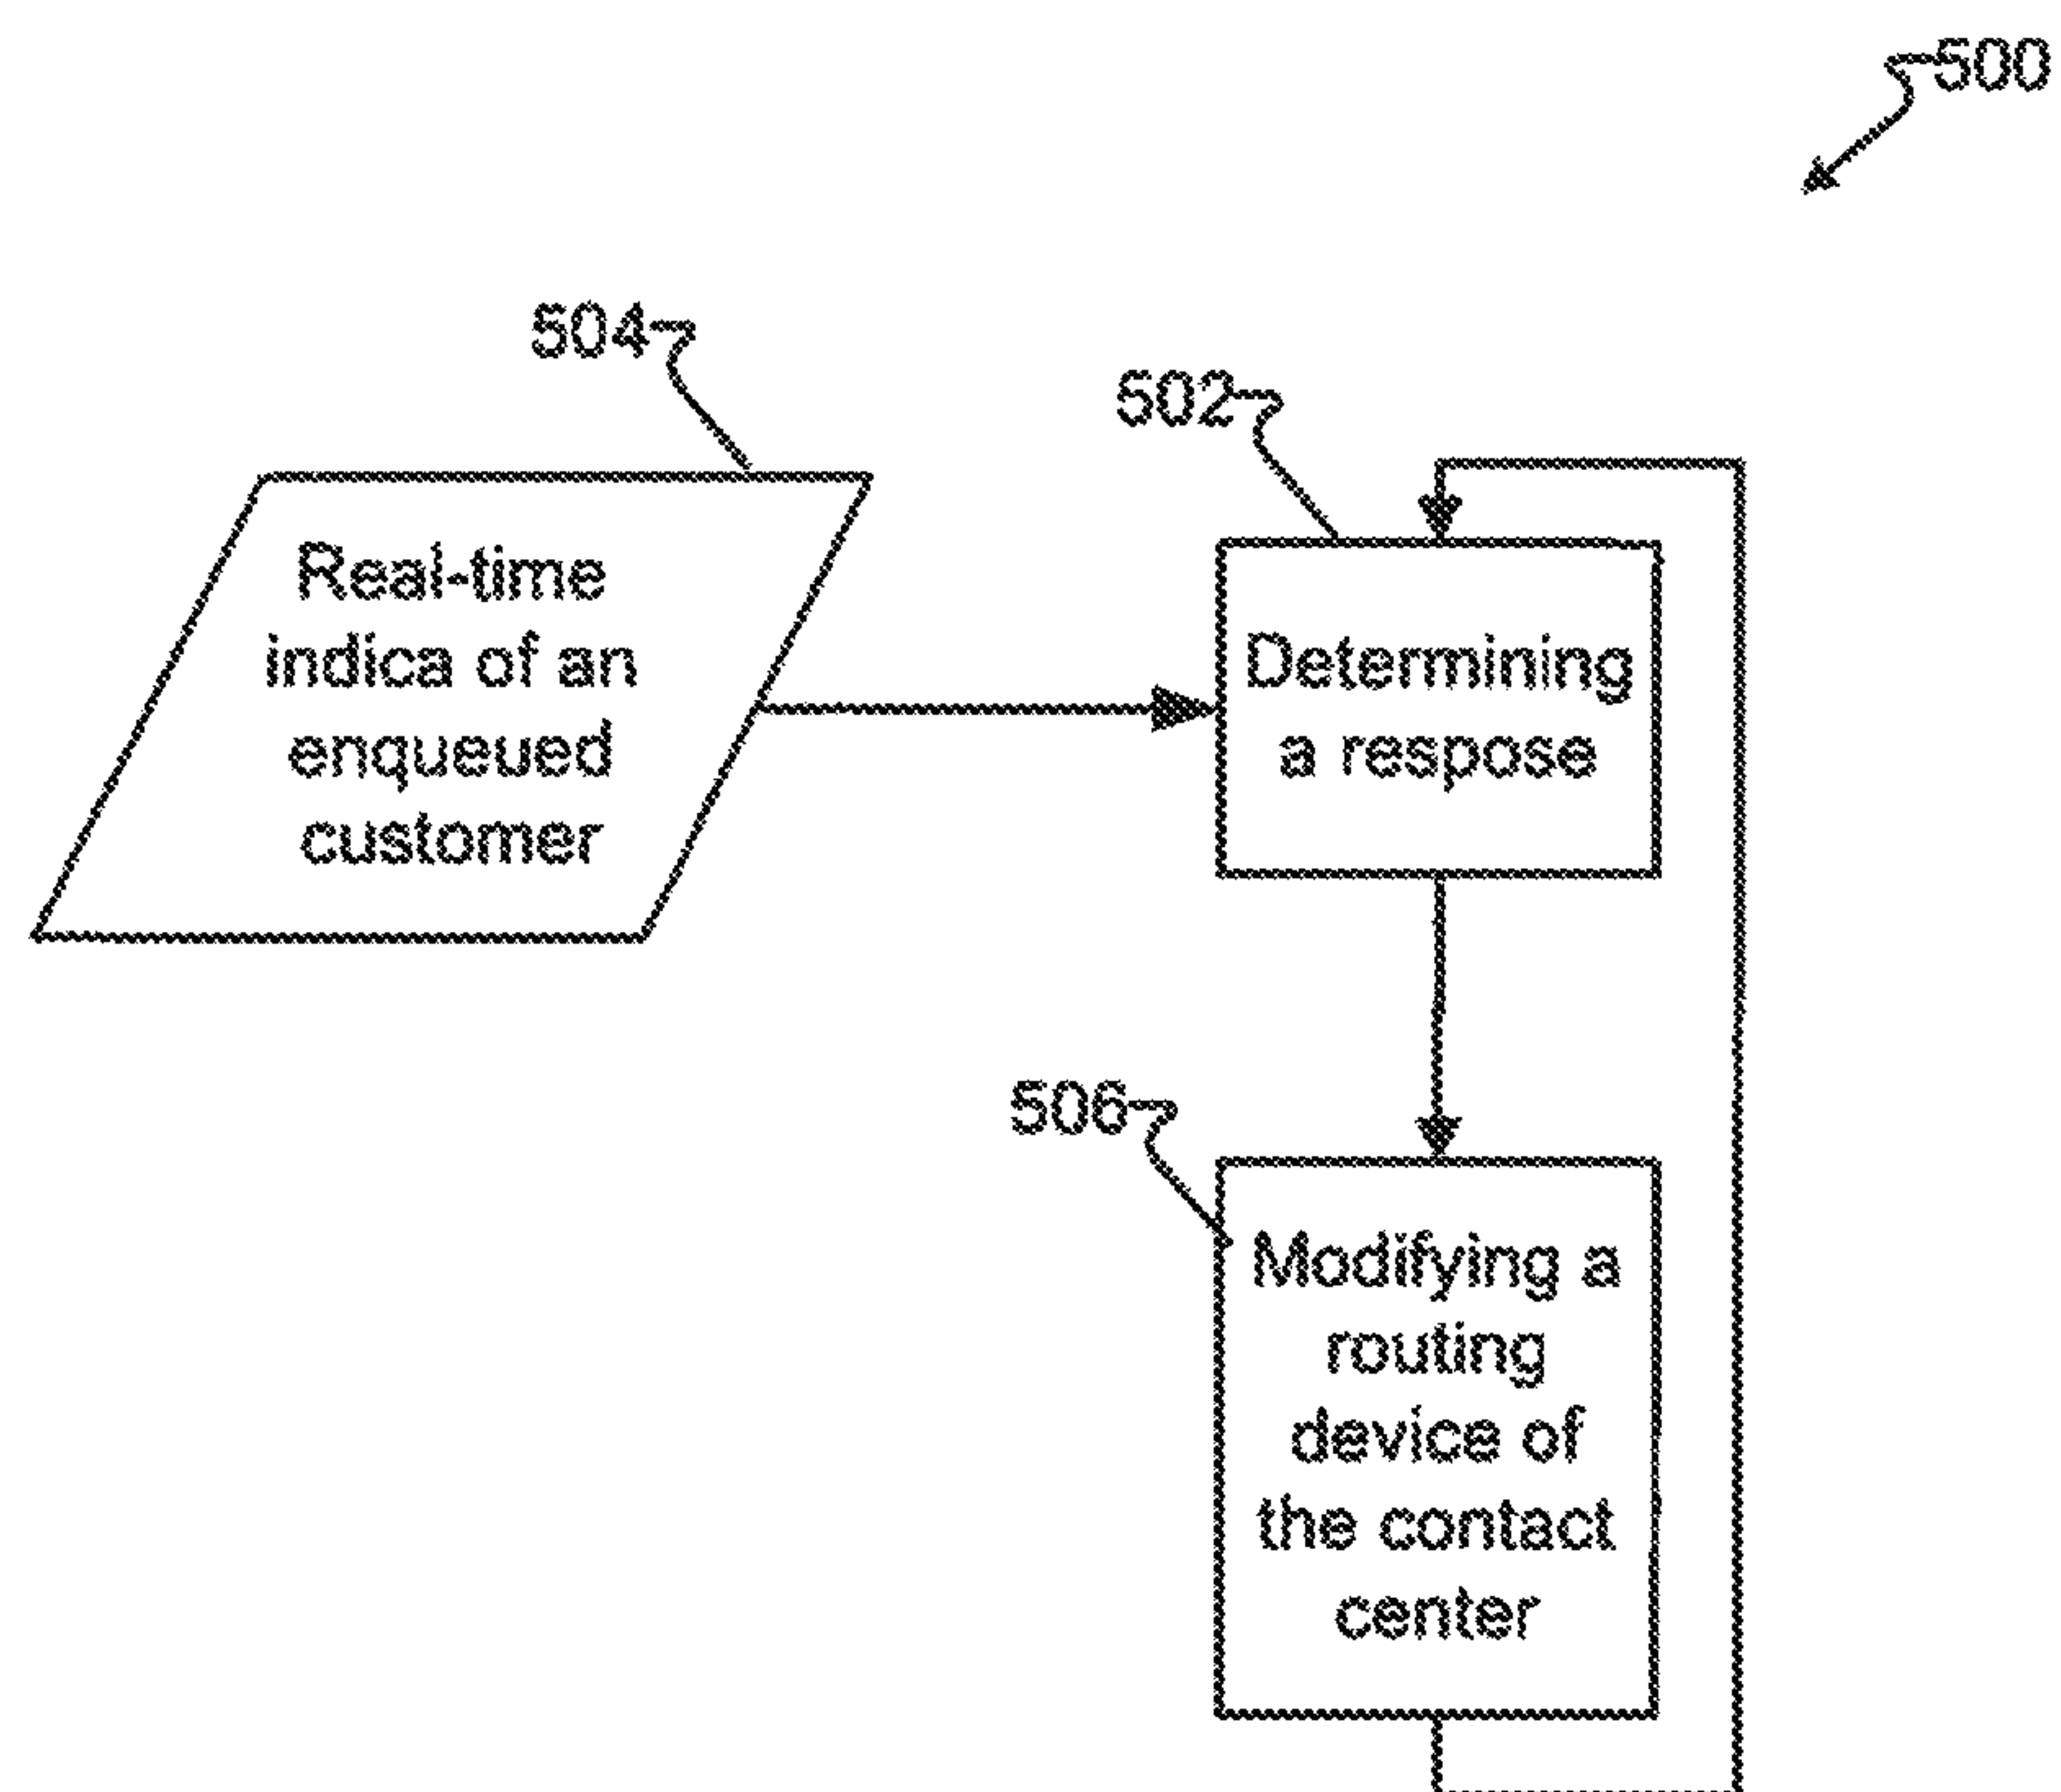 500
504
502
Real-time
indica of an
enqueued
customer
Determining
a respose
506
Modifying a
routing
device of
the contact
center